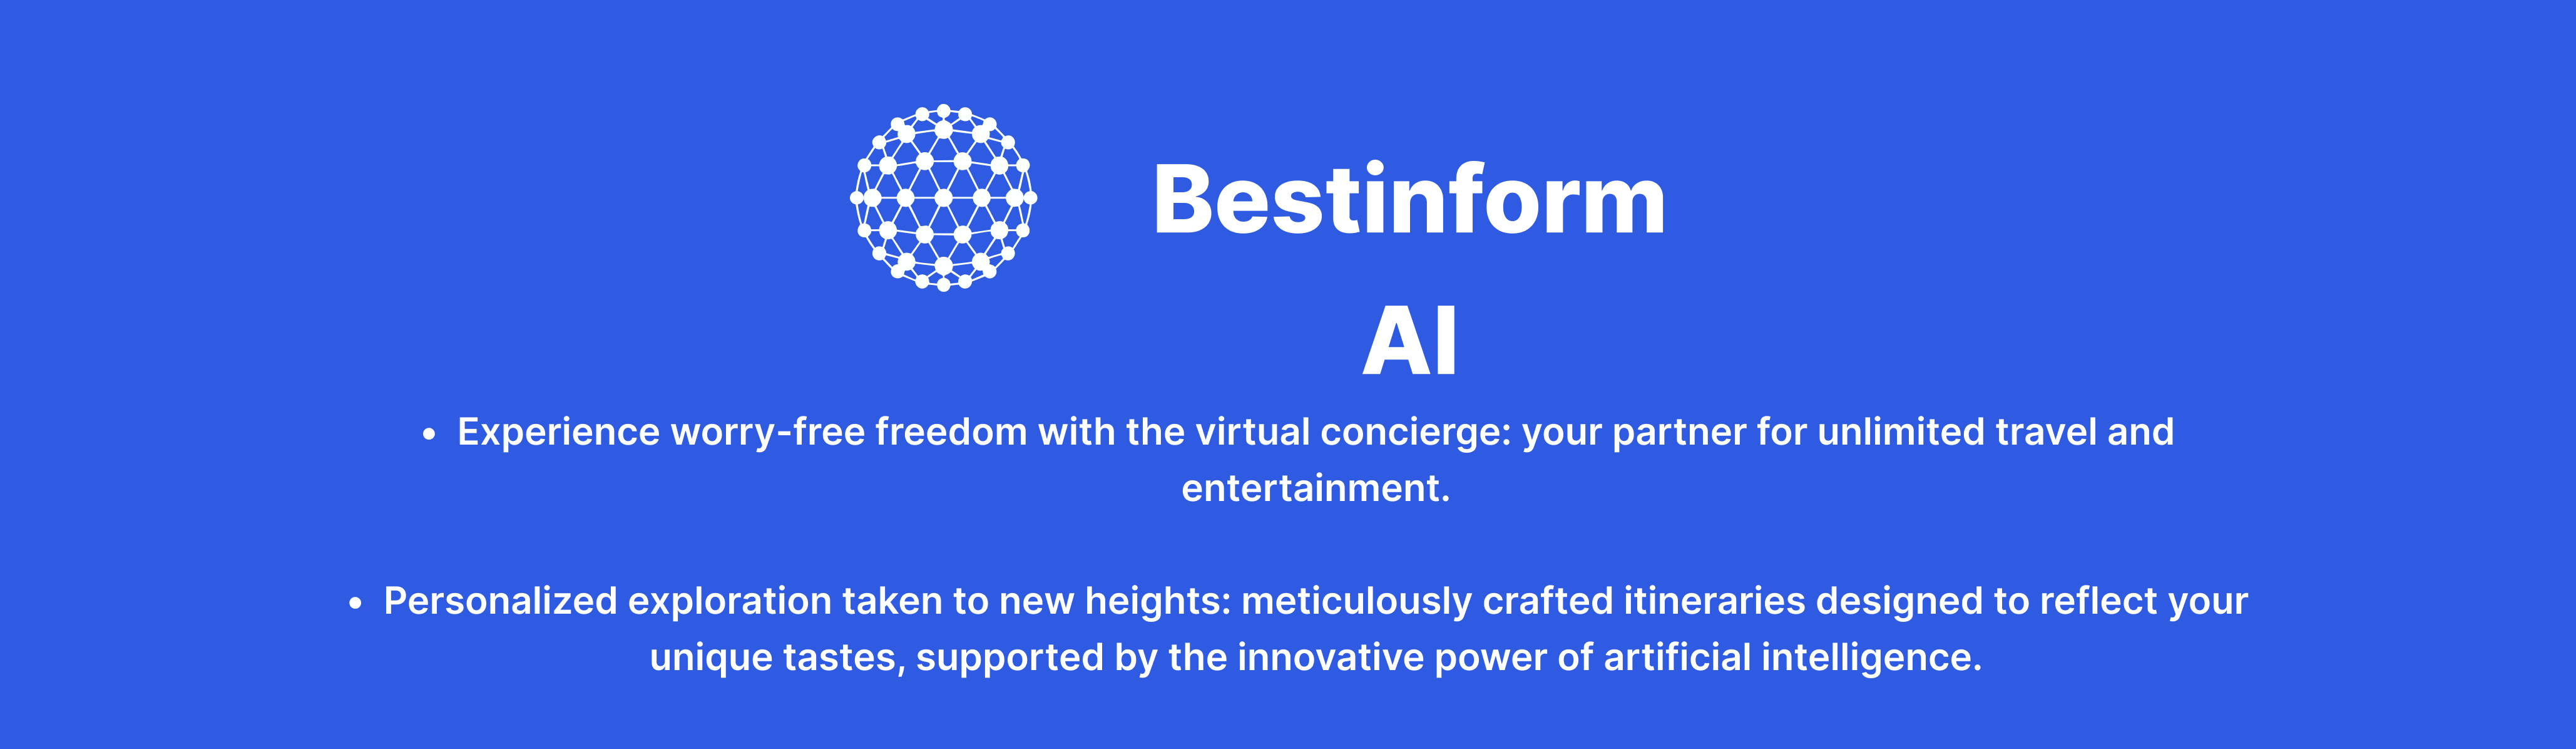 Bestinform
AI
• Experience worry-free freedom with the virtual concierge: your partner for unlimited travel and
entertainment.
• Personalized exploration taken to new heights: meticulously crafted itineraries designed to reflect your
unique tastes, supported by the innovative power of artificial intelligence.